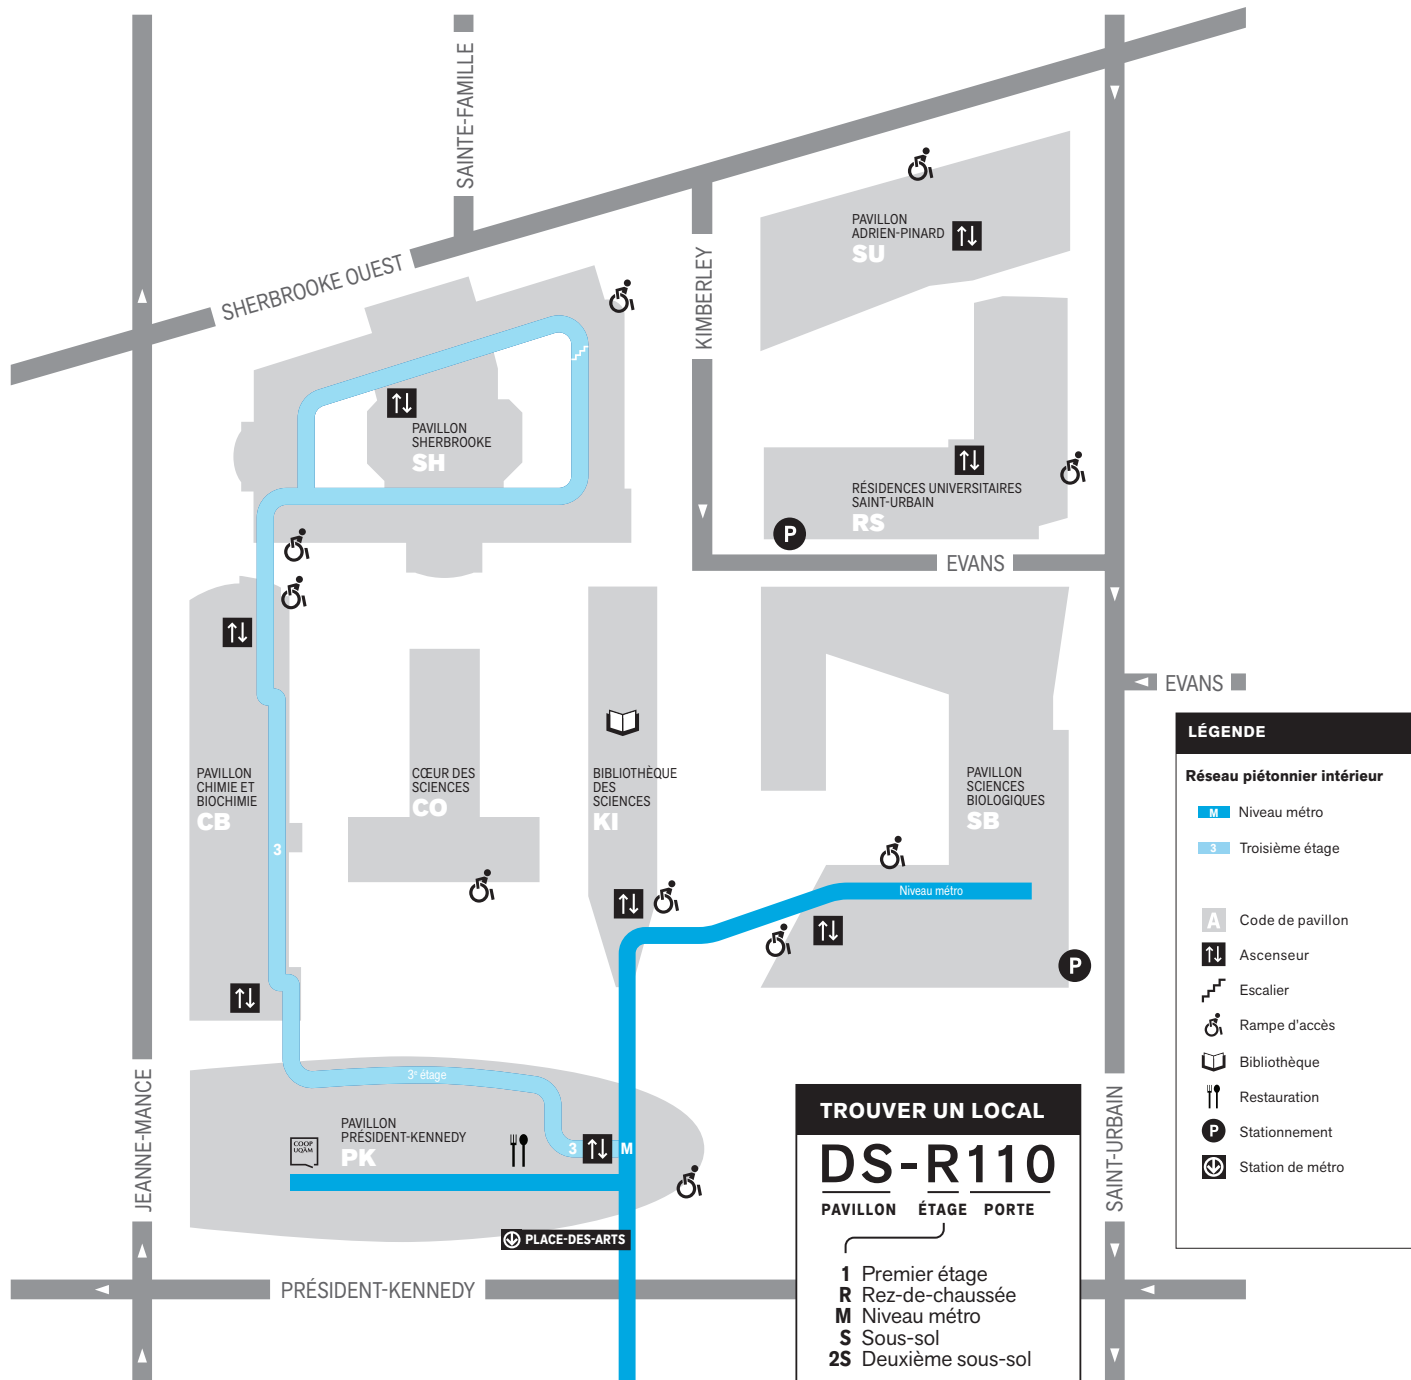 SAINTE-FAMILLE
SHERBROOKE OUEST
KIMBERLEY
PAVILLON
ADRIEN-PINARD
SU
PAVILLON
SHERBROOKE
SH
RÉSIDENCES UNIVERSITAIRES
SAINT-URBAIN
RS
P
EVANS
EVANS
PAVILLON
CHIMIE ET
BIOCHIMIE
CB
3
CŒUR DES
SCIENCES
CO
BIBLIOTHÈQUE
DES
SCIENCES
KI
PAVILLON
SCIENCES
BIOLOGIQUES
SB
Niveau métro
P
3e étage
PAVILLON
PRÉSIDENT-KENNEDY
PK
COOP
UQÀM
3
M
PLACE-DES-ARTS
JEANNE-MANCE
PRÉSIDENT-KENNEDY
SAINT-URBAIN
LÉGENDE
Réseau piétonnier intérieur
M Niveau métro
3 Troisième étage
A Code de pavillon
Ascenseur
Escalier
Rampe d'accès
Bibliothèque
Restauration
P Stationnement
Station de métro
TROUVER UN LOCAL
DS-R110
PAVILLON ÉTAGE PORTE
1 Premier étage
R Rez-de-chaussée
M Niveau métro
S Sous-sol
2S Deuxième sous-sol